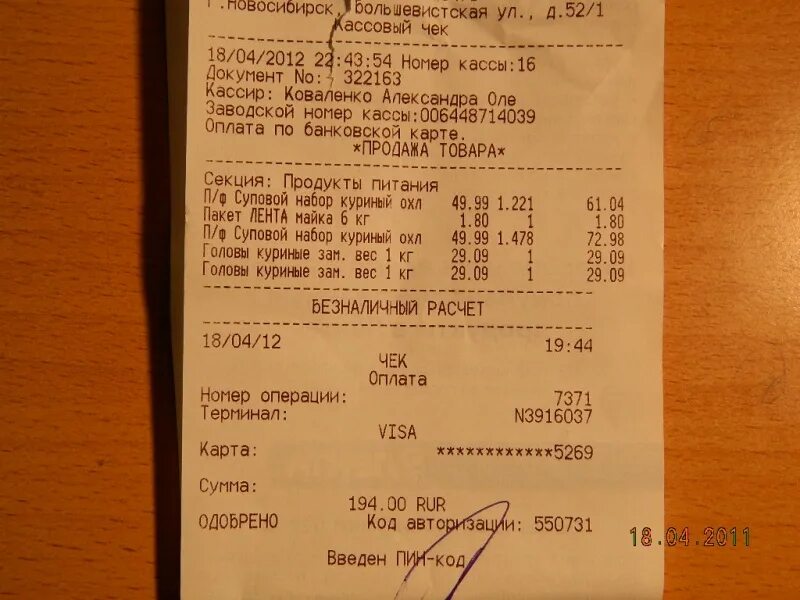 г.Новосибирск, Большевистская ул., д.52/1
Кассовый чек
18/04/2012 22:43:54 Номер кассы:16
Документ No: 322163
Кассир: Коваленко Александра Оле
Заводской номер кассы:006448714039
Оплата по банковской карте.
*ПРОДАЖА ТОВАРА*
Секция: Продукты питания
П/ф Суповой набор куриный охл 49.99 1.221 61.04
Пакет ЛЕНТА майка 6 кг 1.80 1 1.80
П/ф Суповой набор куриный охл 49.99 1.478 72.98
Головы куриные зам. вес 1 кг 29.09 1 29.09
Головы куриные зам. вес 1 кг 29.09 1 29.09
БЕЗНАЛИЧНЫЙ РАСЧЕТ
18/04/12 19:44
ЧЕК
Оплата
Номер операции: 7371
Терминал: N3916037
VISA
Карта: ************5269
Сумма:
194.00 RUR
ОДОБРЕНО Код авторизации: 550731
Введен ПИН-код
18.04.2011